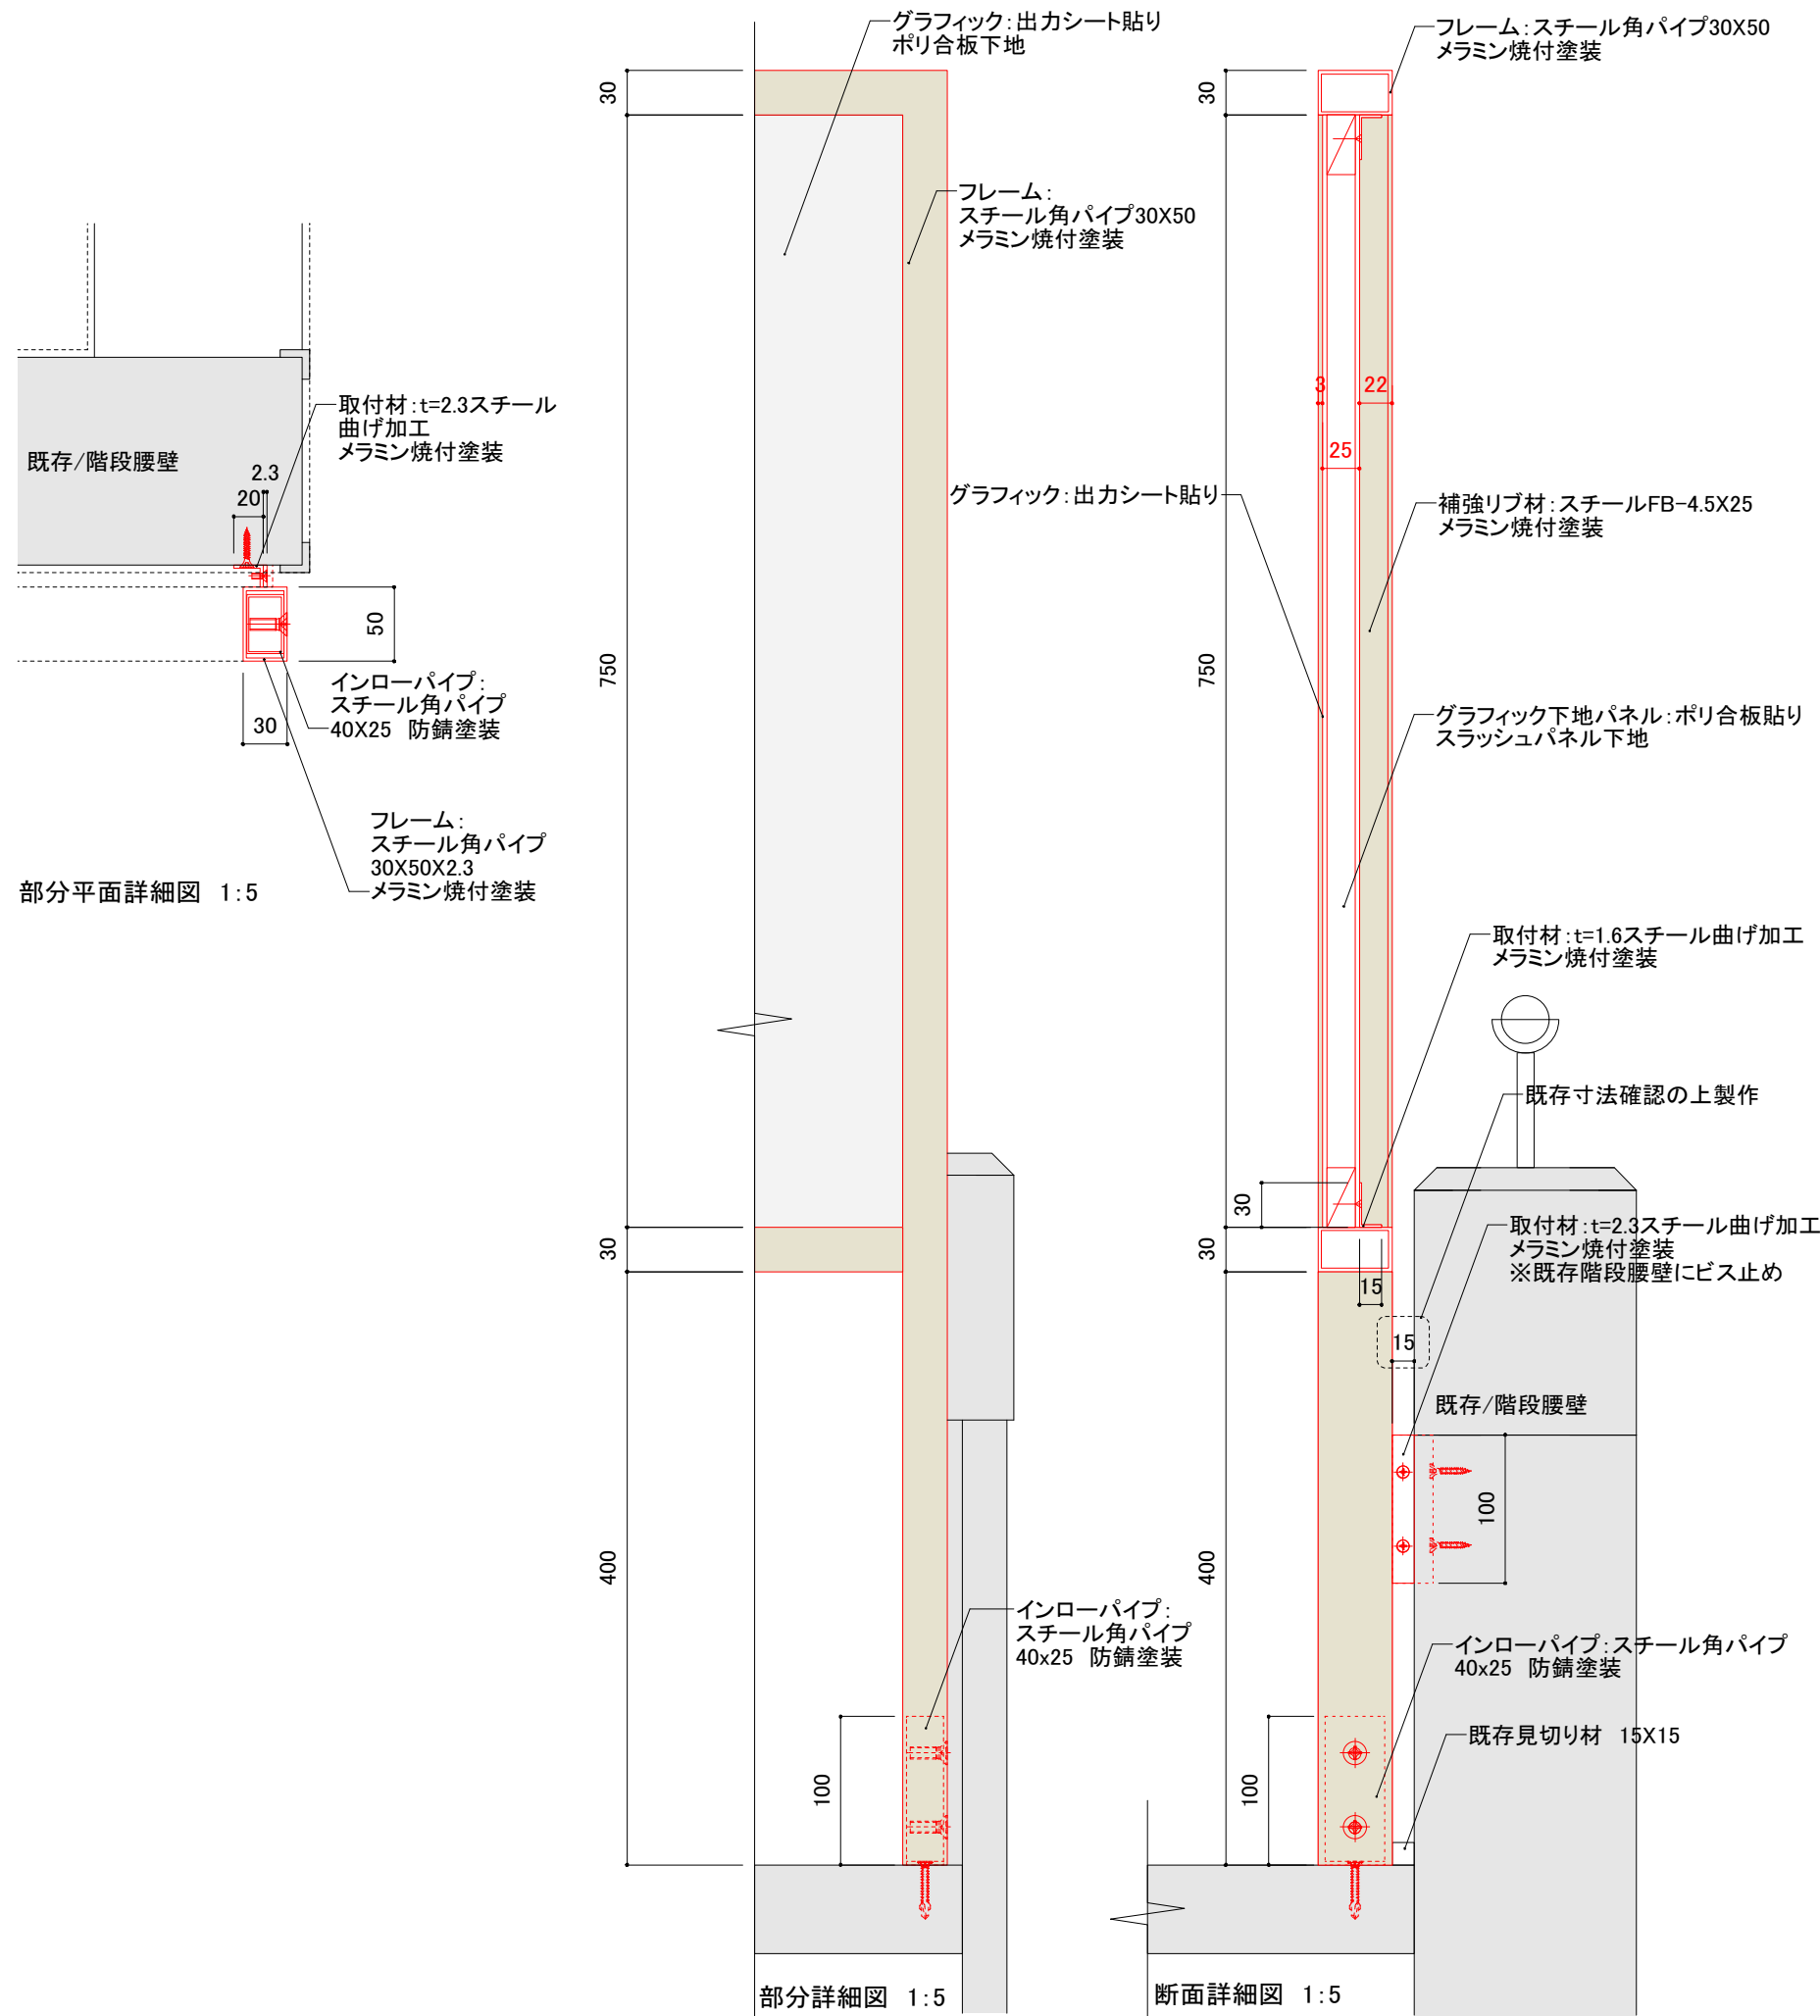 グラフィック：出力シート貼り
ポリ合板下地
フレーム：スチール角パイプ30X50
メラミン焼付塗装
30
30
フレーム：
スチール角パイプ30X50
メラミン焼付塗装
3
22
25
取付材：t=2.3スチール
曲げ加工
メラミン焼付塗装
既存/階段腰壁
2.3
20
グラフィック：出力シート貼り
補強リブ材：スチールFB-4.5X25
メラミン焼付塗装
50
750
750
インローパイプ：
スチール角パイプ
40X25 防錆塗装
30
グラフィック下地パネル：ポリ合板貼り
スラッシュパネル下地
フレーム：
スチール角パイプ
30X50X2.3
メラミン焼付塗装
部分平面詳細図 1:5
取付材：t=1.6スチール曲げ加工
メラミン焼付塗装
既存寸法確認の上製作
30
取付材：t=2.3スチール曲げ加工
メラミン焼付塗装
※既存階段腰壁にビス止め
30
30
15
15
既存/階段腰壁
100
400
400
インローパイプ：
スチール角パイプ
40x25 防錆塗装
インローパイプ：スチール角パイプ
40x25 防錆塗装
既存見切り材 15X15
100
100
部分詳細図 1:5
断面詳細図 1:5